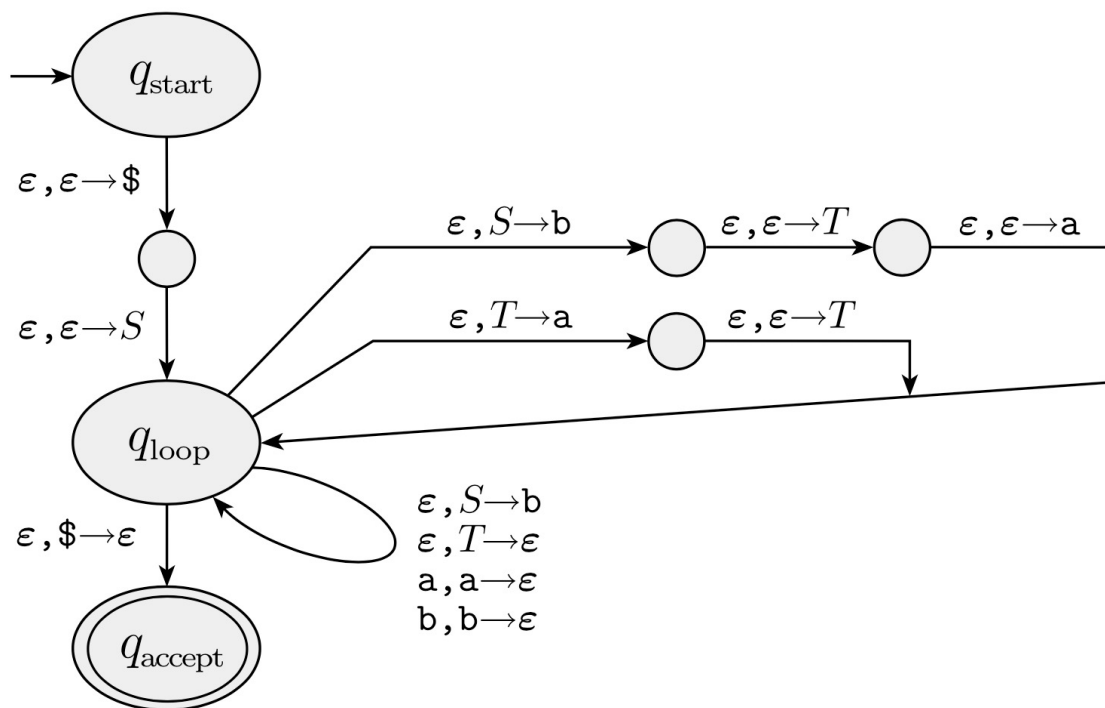 q_start
ε,ε→$
ε,S→b
ε,ε→T
ε,ε→a
ε,ε→S
ε,T→a
ε,ε→T
q_loop
ε,$→ε
ε,S→b
ε,T→ε
a,a→ε
b,b→ε
q_accept